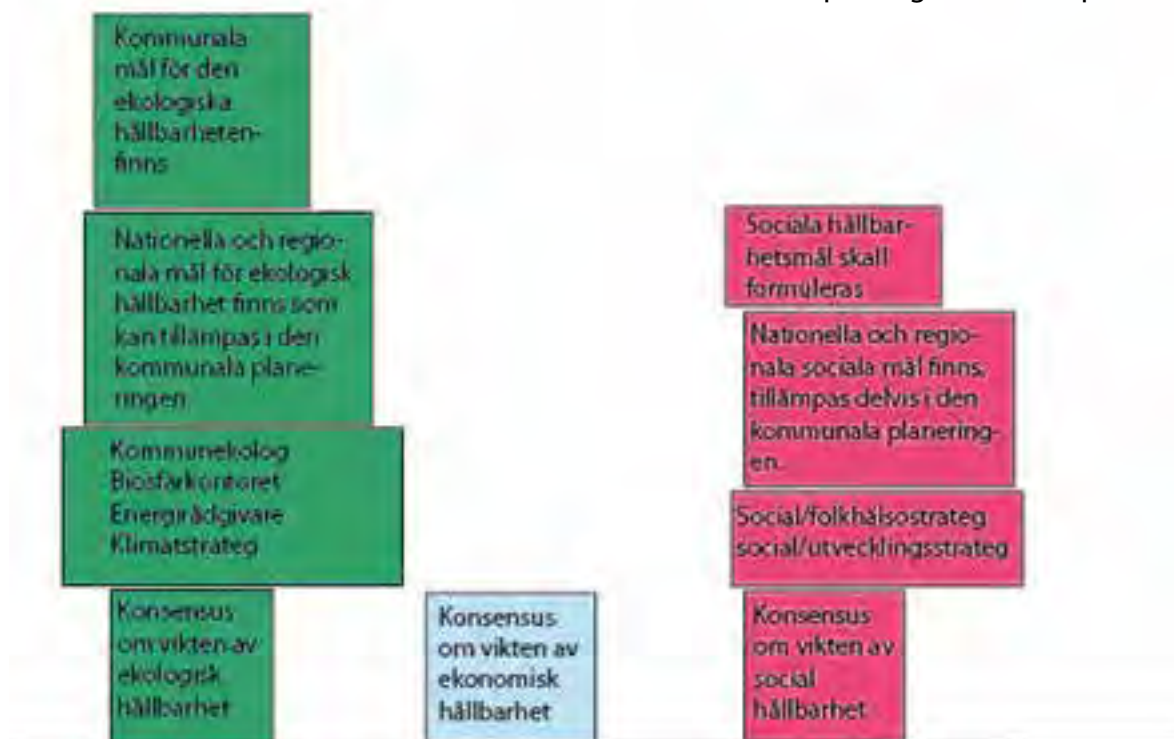 Kommunala
mål för den
ekologiska
hållbarheten-
finns
Nationella och regio-
nala mål för ekologisk
hållbarhet finns som
kan tillämpas i den
kommunala plane-
ringen
Kommunekolog
Biosfärkontoret
Energirådgivare
Klimatstrateg
Konsensus
om vikten av
ekologisk
hållbarhet
Konsensus
om vikten av
ekonomisk
hållbarhet
Sociala hållbar-
hetsmål skall
formuleras
Nationella och regio-
nala sociala mål finns,
tillämpas delvis i den
kommunala planering-
en.
Social/folkhälsostrateg
social/utvecklingsstrateg
Konsensus
om vikten av
social
hållbarhet